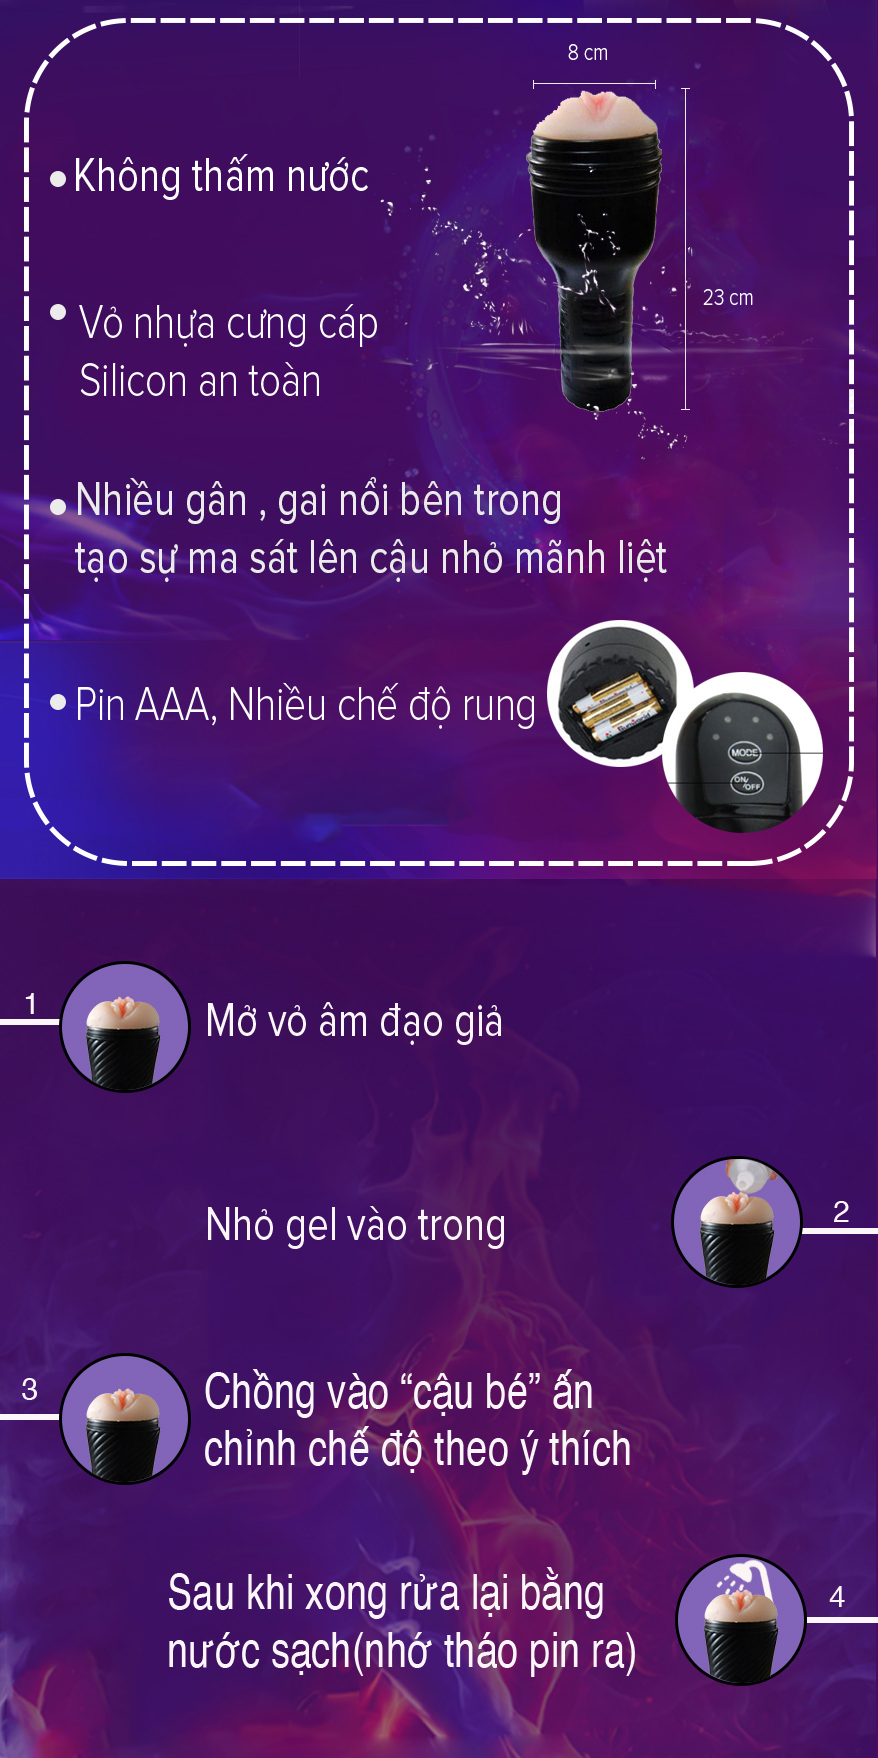 8 cm
Không thấm nước
23 cm
Vỏ nhựa cưng cáp
Silicon an toàn
Nhiều gân , gai nổi bên trong
tạo sự ma sát lên cậu nhỏ mãnh liệt
Pin AAA, Nhiều chế độ rung
MODE
ON/OFF
1
Mở vỏ âm đạo giả
Nhỏ gel vào trong
2
3
Chồng vào “cậu bé” ấn
chỉnh chế độ theo ý thích
Sau khi xong rửa lại bằng
nước sạch(nhớ tháo pin ra)
4